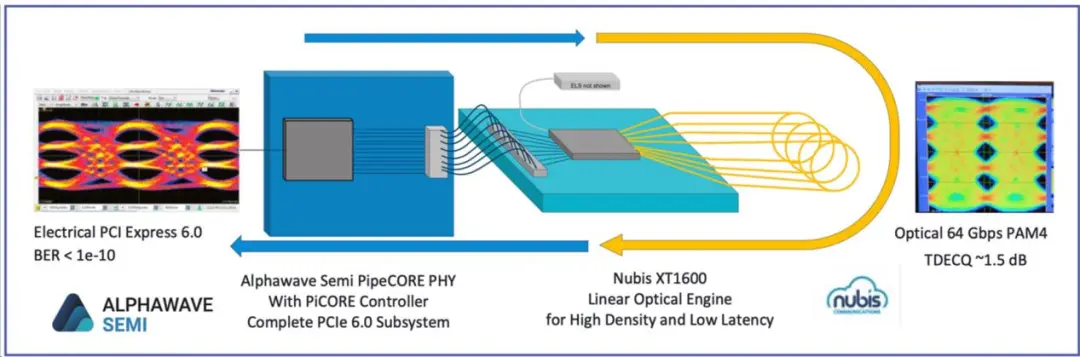 ELS not shown
Electrical PCI Express 6.0
BER < 1e-10
ALPHAWAVE
SEMI
Alphawave Semi PipeCORE PHY
With PiCORE Controller
Complete PCIe 6.0 Subsystem
Nubis XT1600
Linear Optical Engine
for High Density and Low Latency
nubis
COMMUNICATIONS
Optical 64 Gbps PAM4
TDECQ ~1.5 dB